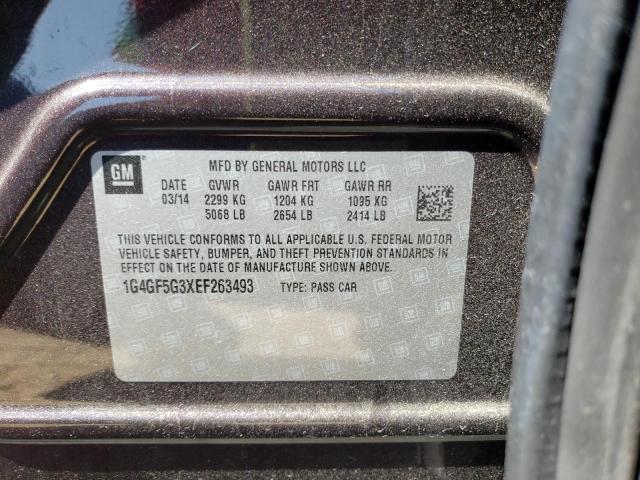 GM MFD BY GENERAL MOTORS LLC
DATE GVWR GAWR FRT GAWR RR
03/14 2299 KG 1204 KG 1095 KG
5068 LB 2654 LB 2414 LB
THIS VEHICLE CONFORMS TO ALL APPLICABLE U.S. FEDERAL MOTOR
VEHICLE SAFETY, BUMPER, AND THEFT PREVENTION STANDARDS IN
EFFECT ON THE DATE OF MANUFACTURE SHOWN ABOVE.
1G4GF5G3XEF263493 TYPE: PASS CAR